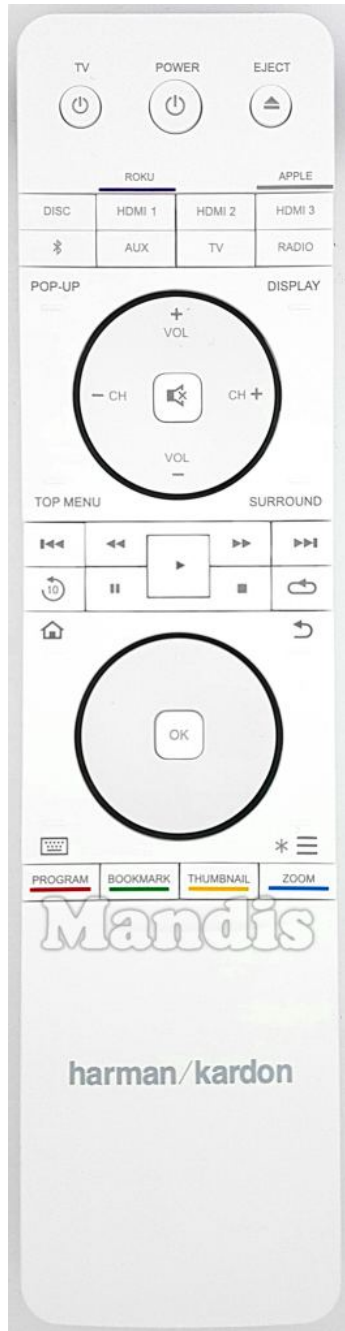 TV POWER EJECT
ROKU APPLE
DISC HDMI 1 HDMI 2 HDMI 3
AUX TV RADIO
POP-UP DISPLAY
+
VOL
− CH CH +
VOL
−
TOP MENU SURROUND
10
OK
PROGRAM BOOKMARK THUMBNAIL ZOOM
Mandis
harman/kardon